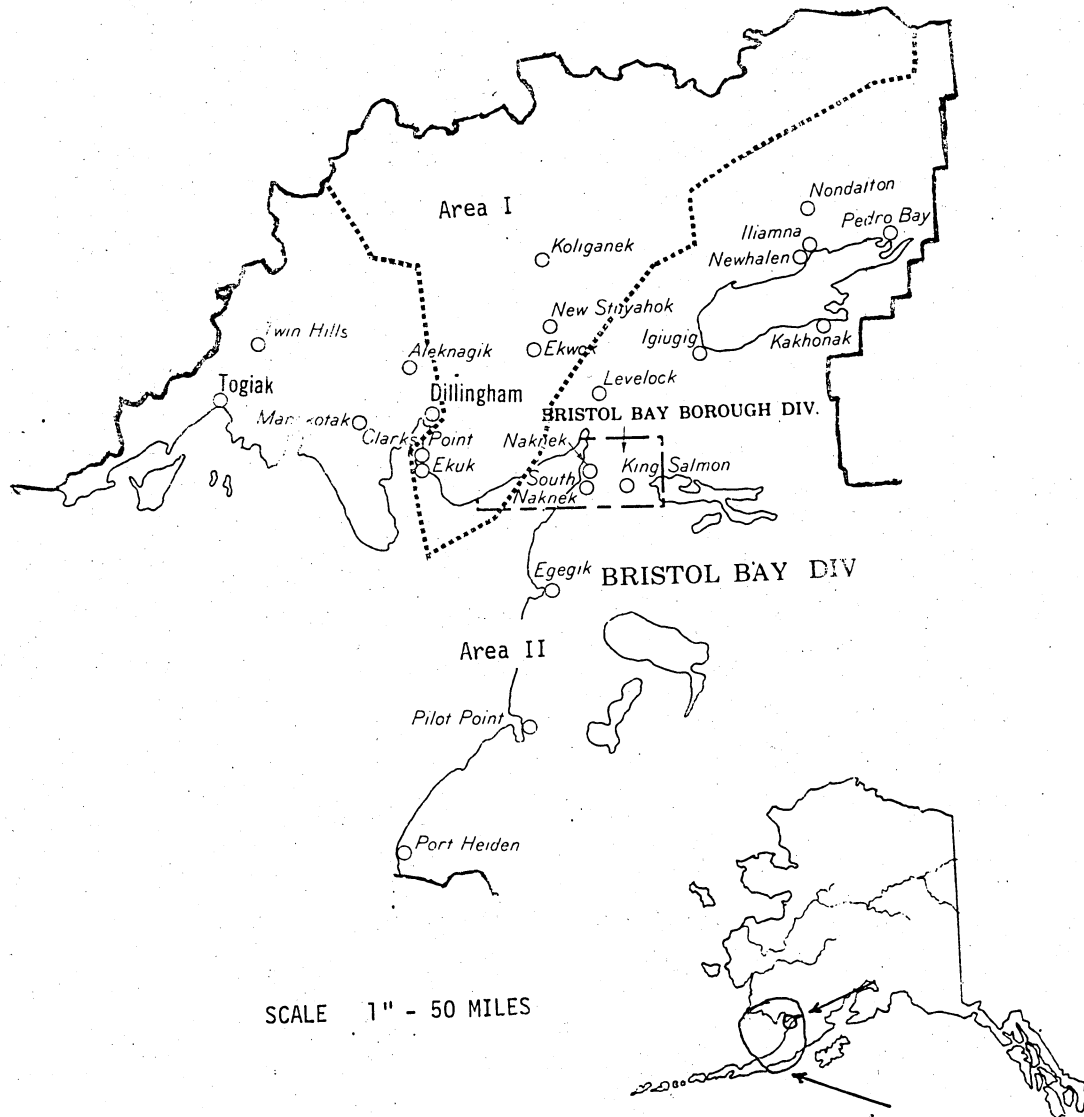 Area I
Nondalton
Pedro Bay
Iliamna
Koliganek
Newhalen
New Stuyahok
Twin Hills
Igiugig
Kakhonak
Ekwok
Aleknagik
Togiak
Levelock
Dillingham
BRISTOL BAY BOROUGH DIV.
Manokotak
Clarks Point
Naknek
Ekuk
King Salmon
South
Naknek
Egegik
BRISTOL BAY DIV
Area II
Pilot Point
Port Heiden
SCALE 1" - 50 MILES